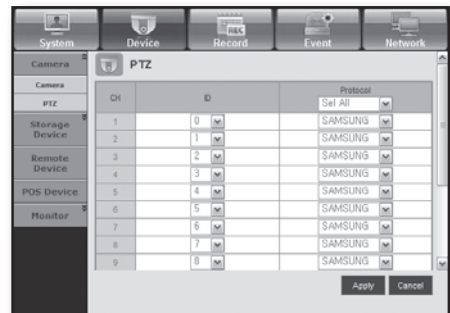 System Device Record Event Network
REC
Camera
Camera
PTZ
Storage
Device
Remote
Device
POS Device
Monitor
PTZ
CH ID Protocol
Sel All
1 0 SAMSUNG
2 1 SAMSUNG
3 2 SAMSUNG
4 3 SAMSUNG
5 4 SAMSUNG
6 5 SAMSUNG
7 6 SAMSUNG
8 7 SAMSUNG
9 8 SAMSUNG
Apply Cancel